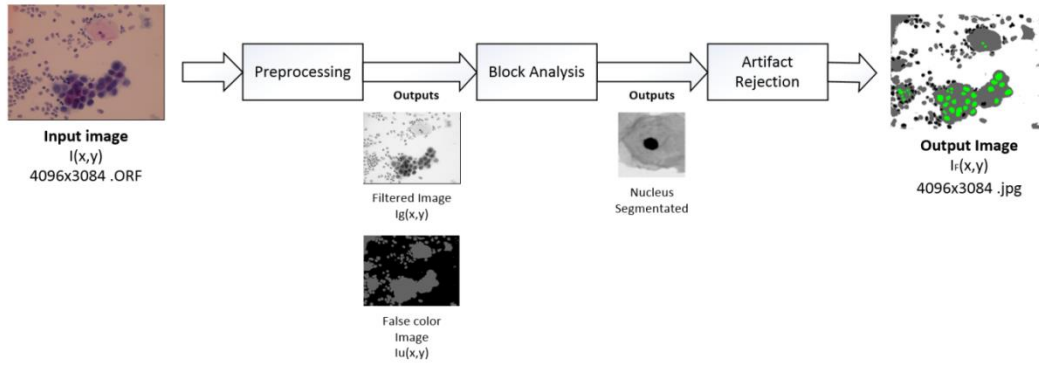 Preprocessing
Block Analysis
Artifact
Rejection
Outputs
Outputs
Input image
I(x,y)
4096x3084 .ORF
Filtered Image
Ig(x,y)
False color
Image
Iu(x,y)
Nucleus
Segmentated
Output Image
IF(x,y)
4096x3084 .jpg